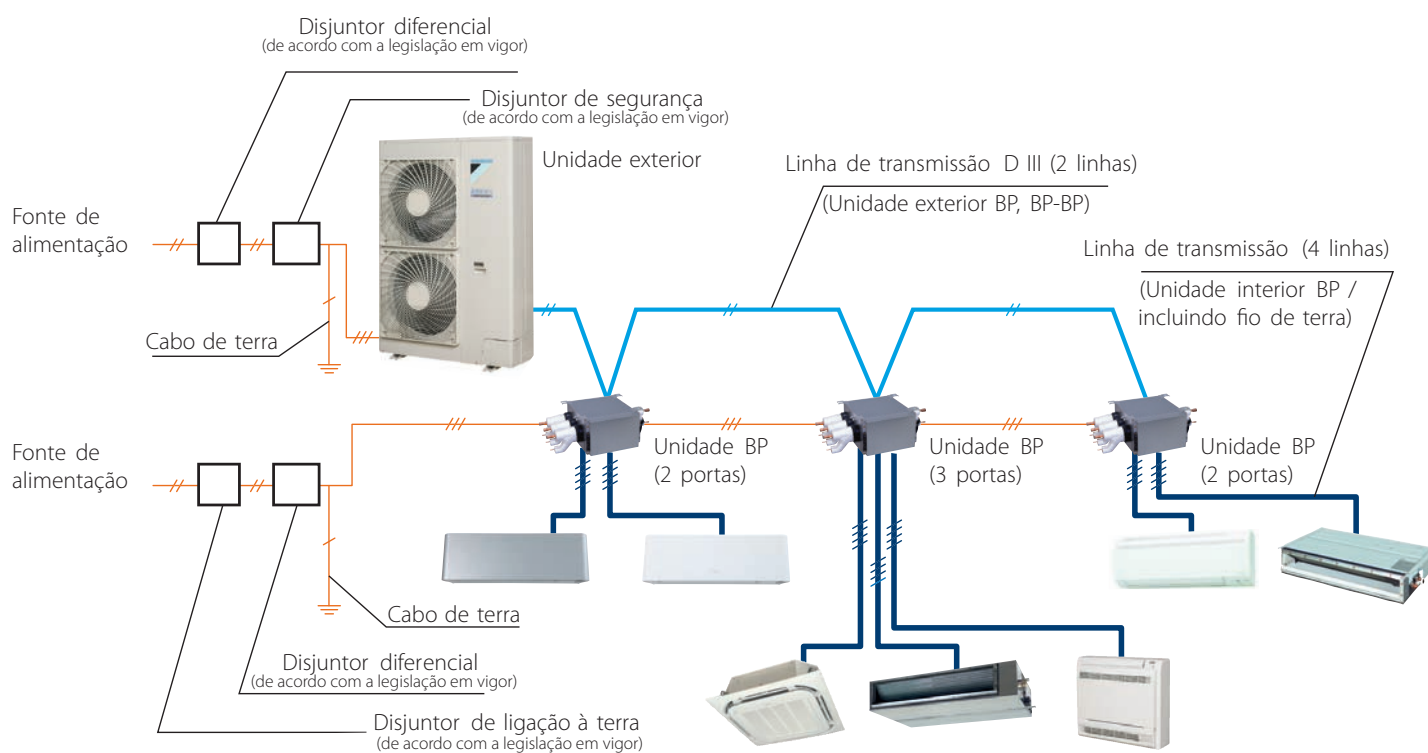 Disjuntor diferencial
(de acordo com a legislação em vigor)
Disjuntor de segurança
(de acordo com a legislação em vigor)
Unidade exterior
Linha de transmissão D III (2 linhas)
(Unidade exterior BP, BP-BP)
Fonte de
alimentação
Linha de transmissão (4 linhas)
(Unidade interior BP /
incluindo fio de terra)
Cabo de terra
Fonte de
alimentação
Unidade BP
(2 portas)
Unidade BP
(3 portas)
Unidade BP
(2 portas)
Cabo de terra
Disjuntor diferencial
(de acordo com a legislação em vigor)
Disjuntor de ligação à terra
(de acordo com a legislação em vigor)